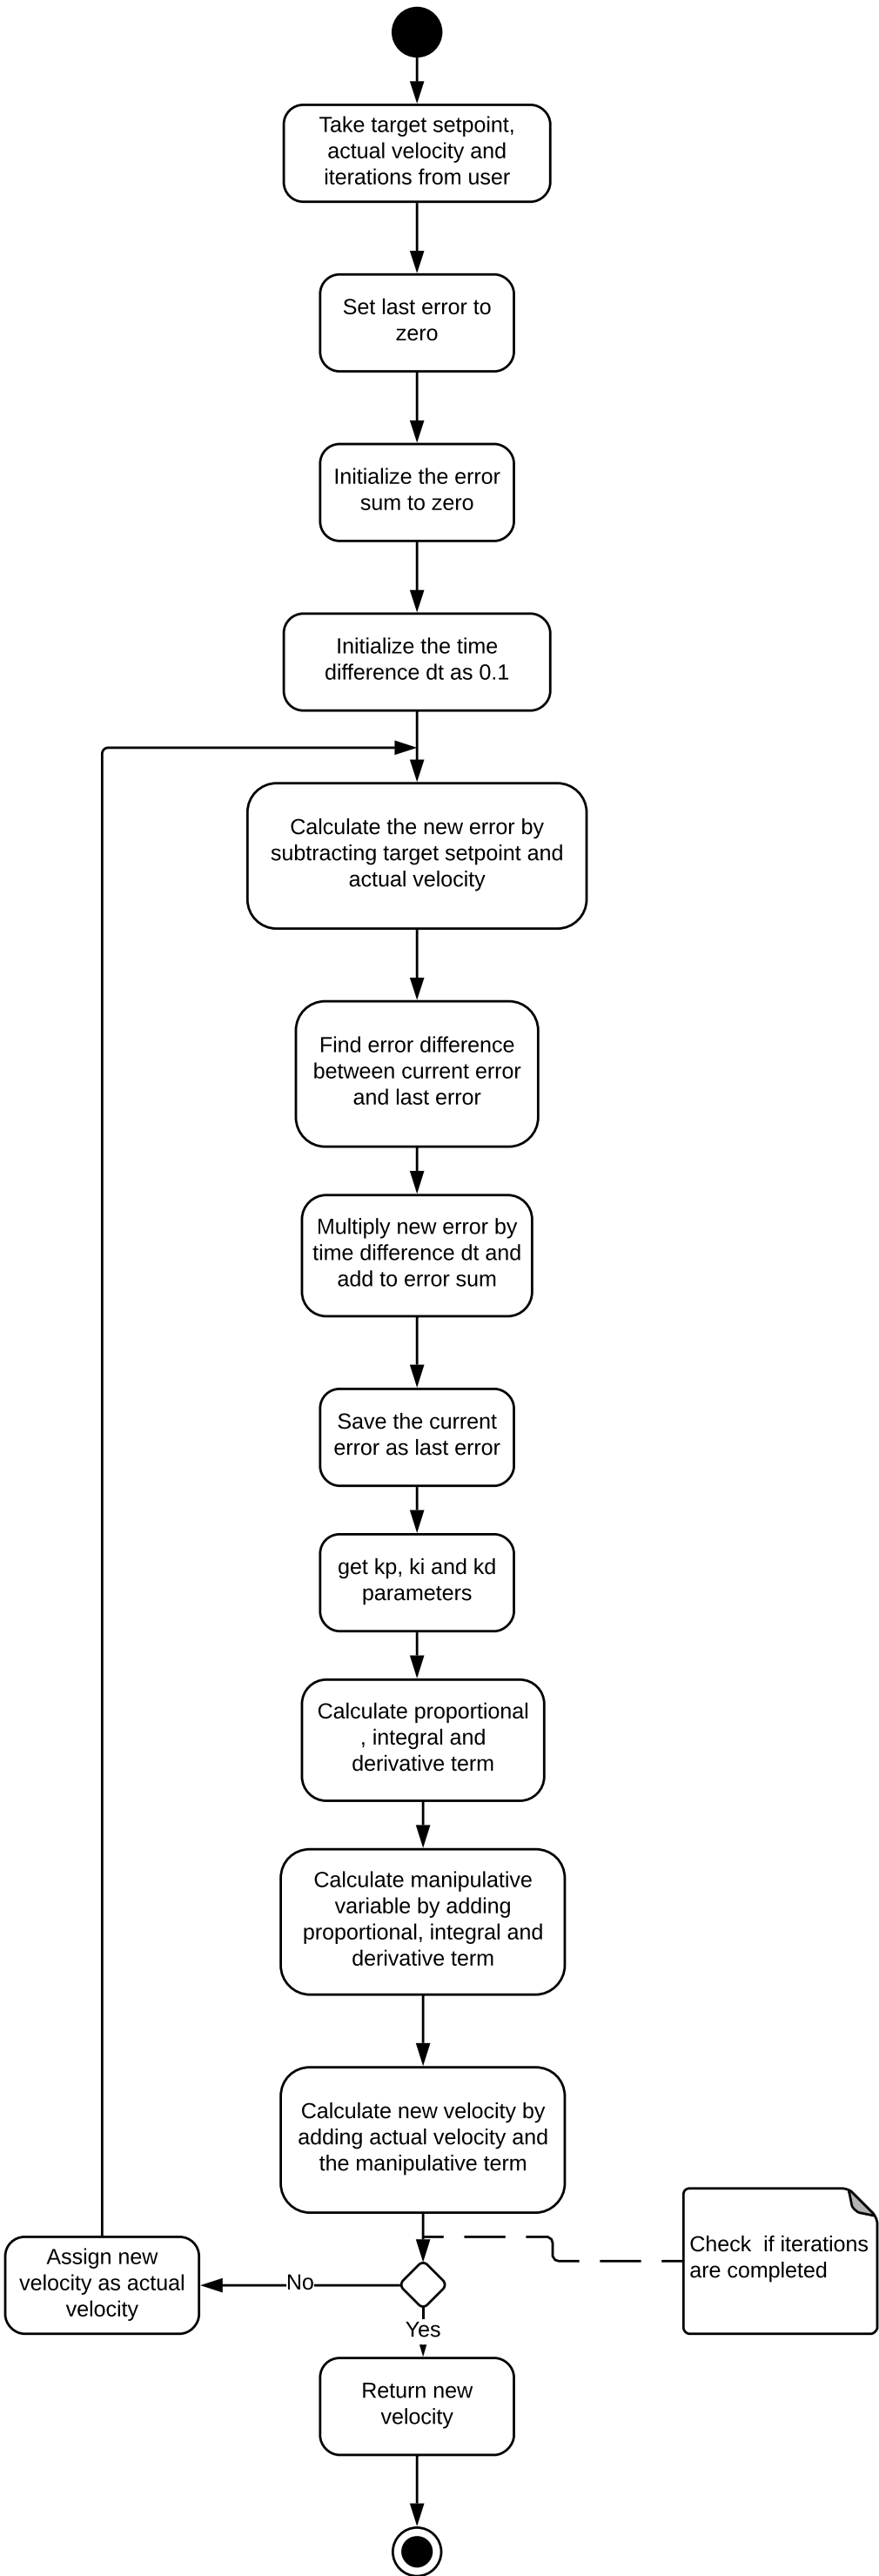 Take target setpoint,
actual velocity and
iterations from user
Set last error to
zero
Initialize the error
sum to zero
Initialize the time
difference dt as 0.1
Calculate the new error by
subtracting target setpoint and
actual velocity
Find error difference
between current error
and last error
Multiply new error by
time difference dt and
add to error sum
Save the current
error as last error
get kp, ki and kd
parameters
Calculate proportional
, integral and
derivative term
Calculate manipulative
variable by adding
proportional, integral and
derivative term
Calculate new velocity by
adding actual velocity and
the manipulative term
Check  if iterations
are completed
Assign new
velocity as actual
velocity
No
Yes
Return new
velocity